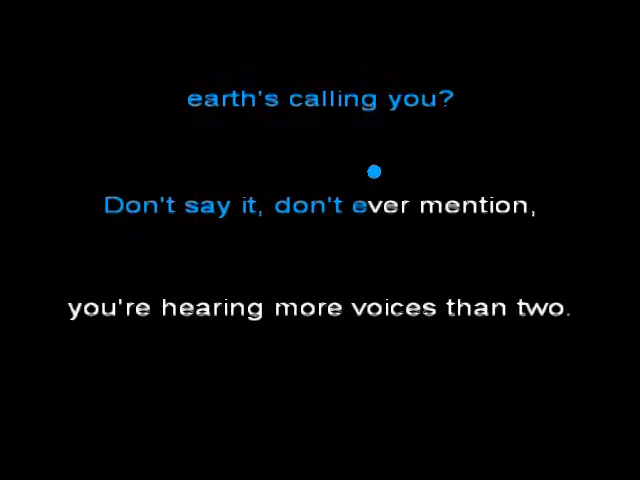 earth's calling you?
Don't say it, don't ever mention,
you're hearing more voices than two.